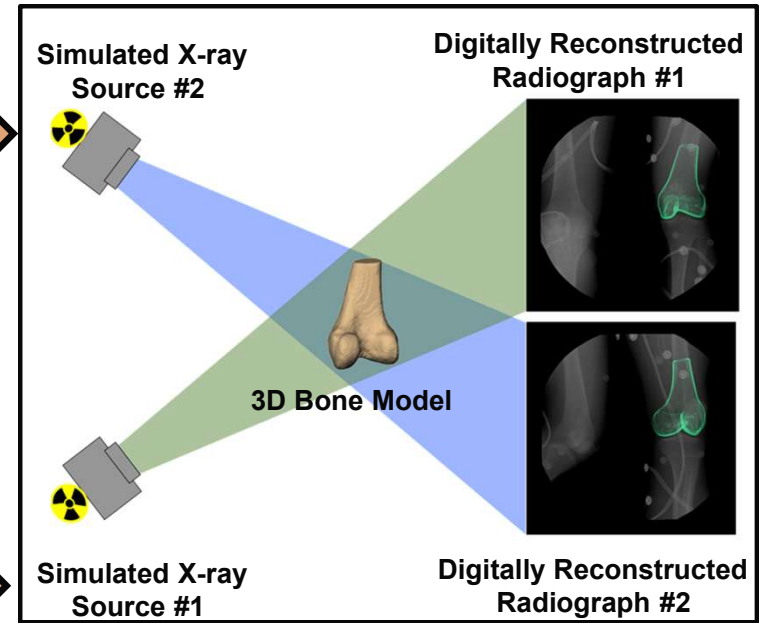 Simulated X-ray
Source #2
Digitally Reconstructed
Radiograph #1
3D Bone Model
Simulated X-ray
Source #1
Digitally Reconstructed
Radiograph #2